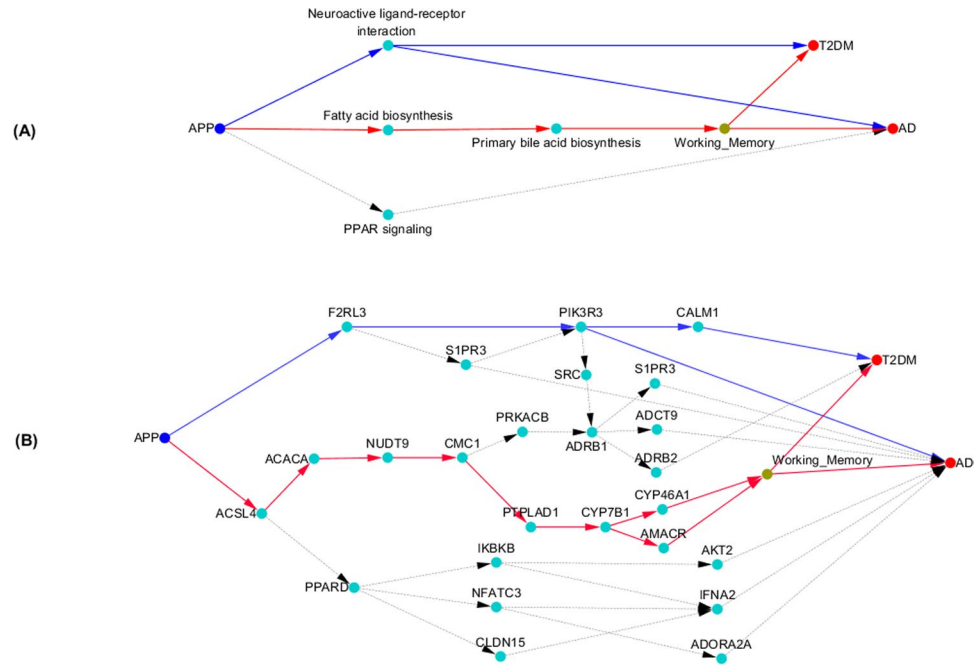 Neuroactive ligand-receptor
interaction
T2DM
(A)
APP
Fatty acid biosynthesis
Primary bile acid biosynthesis
Working_Memory
AD
PPAR signaling
F2RL3
PIK3R3
CALM1
S1PR3
SRC
S1PR3
T2DM
(B)
APP
PRKACB
ADRB1
ADCT9
NUDT9
CMC1
ACACA
ADRB2
Working_Memory
AD
CYP46A1
ACSL4
PTPLAD1
CYP7B1
AMACR
IKBKB
AKT2
PPARD
NFATC3
IFNA2
CLDN15
ADORA2A